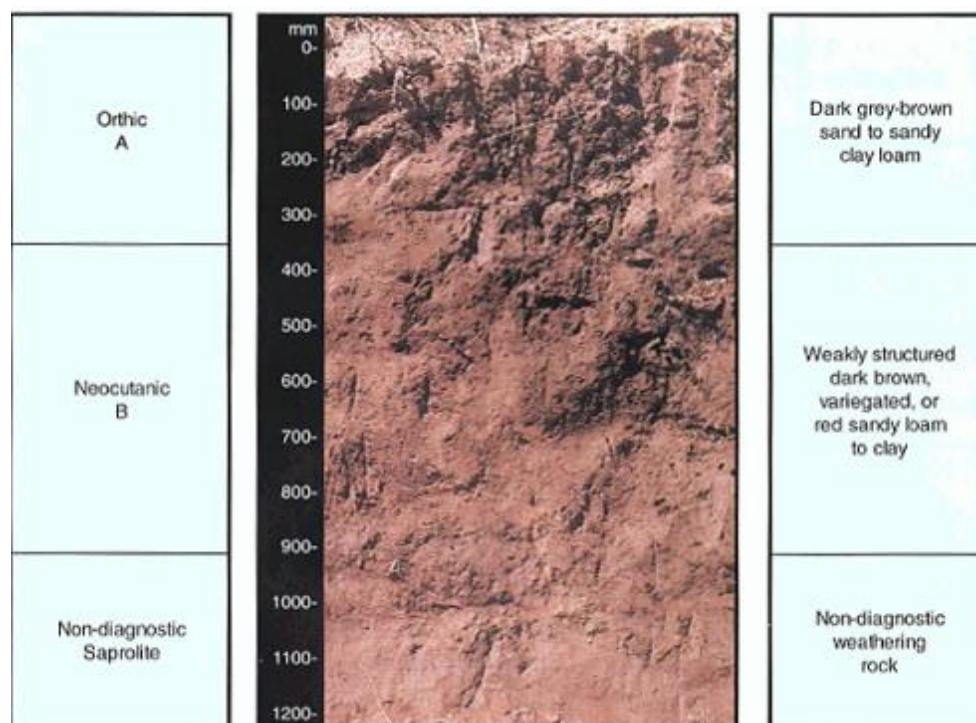 Orthic
A
Neocutanic
B
Non-diagnostic
Saprolite
mm
0-
100-
200-
300-
400-
500-
600-
700-
800-
900-
1000-
1100-
1200-
Dark grey-brown
sand to sandy
clay loam
Weakly structured
dark brown,
variegated, or
red sandy loam
to clay
Non-diagnostic
weathering
rock